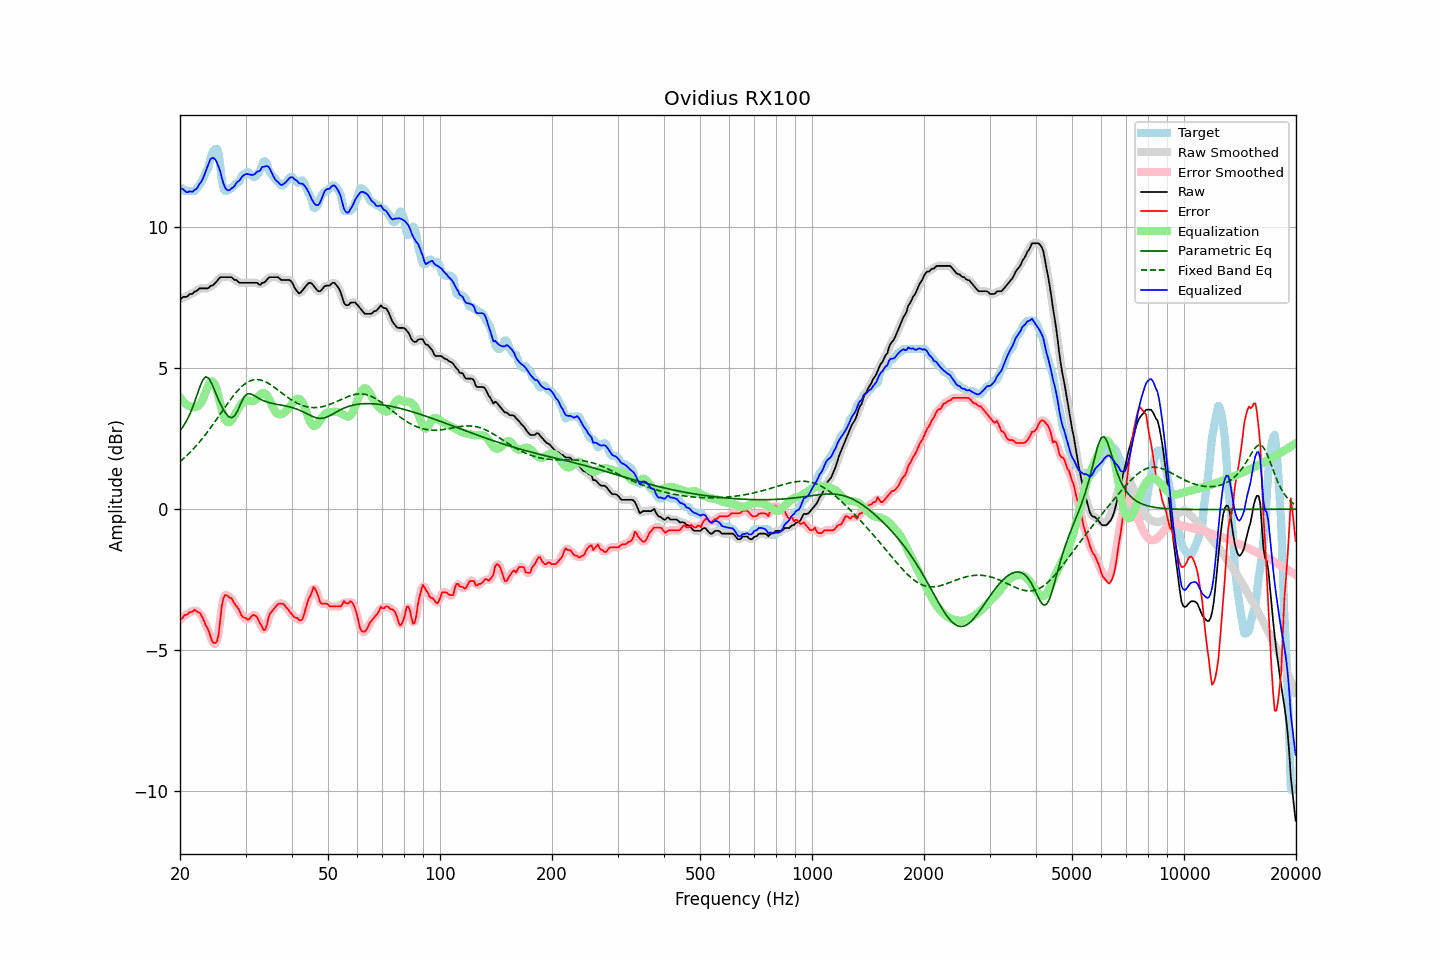 Ovidius RX100
Target
Raw Smoothed
Error Smoothed
Raw
Error
Equalization
Parametric Eq
Fixed Band Eq
Equalized
10
5
0
−5
−10
Amplitude (dBr)
20 50 100 200 500 1000 2000 5000 10000 20000
Frequency (Hz)